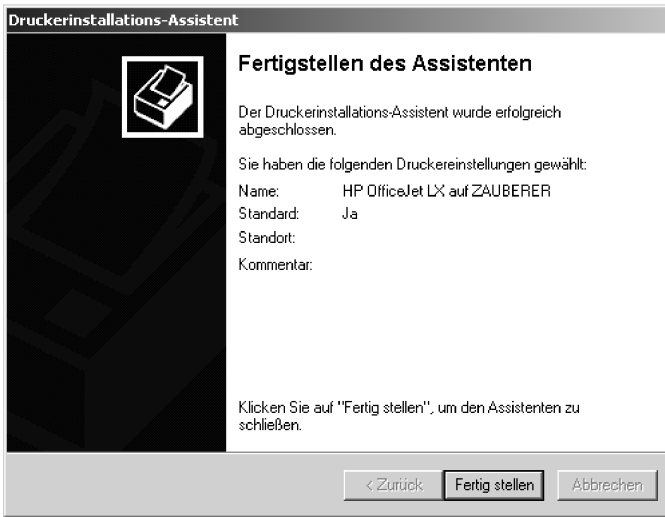 Druckerinstallations-Assistent
Fertigstellen des Assistenten
Der Druckerinstallations-Assistent wurde erfolgreich
abgeschlossen.
Sie haben die folgenden Druckereinstellungen gewählt:
Name: HP OfficeJet LX auf ZAUBERER
Standard: Ja
Standort:
Kommentar:
Klicken Sie auf "Fertig stellen", um den Assistenten zu
schließen.
< Zurück Fertig stellen Abbrechen